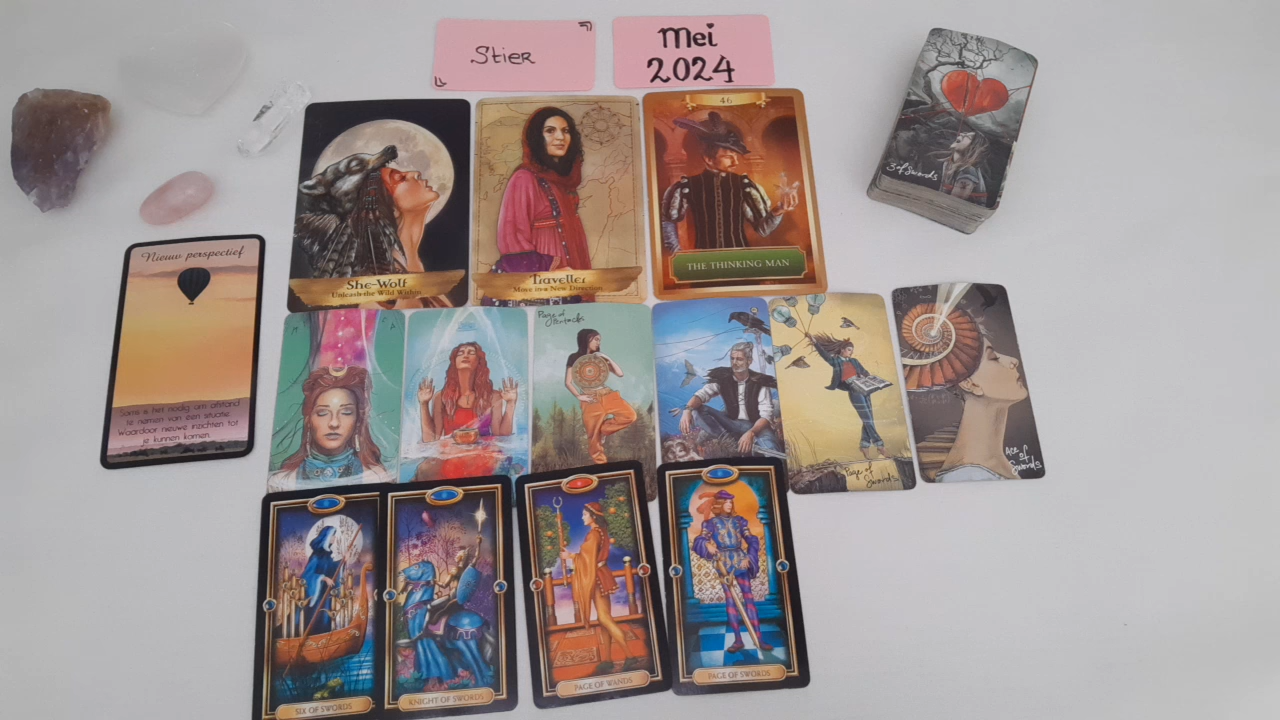 Stier
Mei
2024
3 of Swords
She-Wolf
Unleash the Wild Within
Traveller
Move in a New Direction
46
THE THINKING MAN
Nieuw perspectief
Soms is het nodig om afstand
te nemen van een situatie.
Waardoor nieuwe inzichten tot
je kunnen komen.
Page of
Pentacles
Page of
Swords
Ace
of
Swords
SIX OF SWORDS
KNIGHT OF SWORDS
PAGE OF WANDS
PAGE OF SWORDS